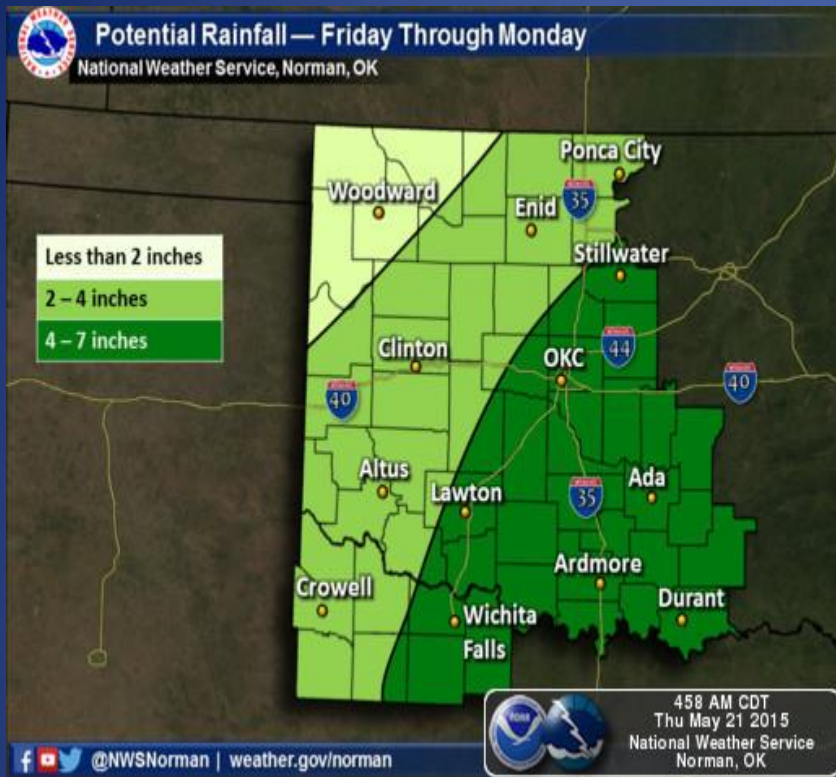 Potential Rainfall — Friday Through Monday
National Weather Service, Norman, OK
Ponca City
Woodward
35
Enid
Stillwater
Less than 2 inches
2 – 4 inches
4 – 7 inches
44
Clinton
OKC
40
40
Altus
Lawton
Ada
35
Ardmore
Crowell
Durant
Wichita
Falls
458 AM CDT
Thu May 21 2015
National Weather Service
Norman, OK
NOAA
@NWSNorman | weather.gov/norman